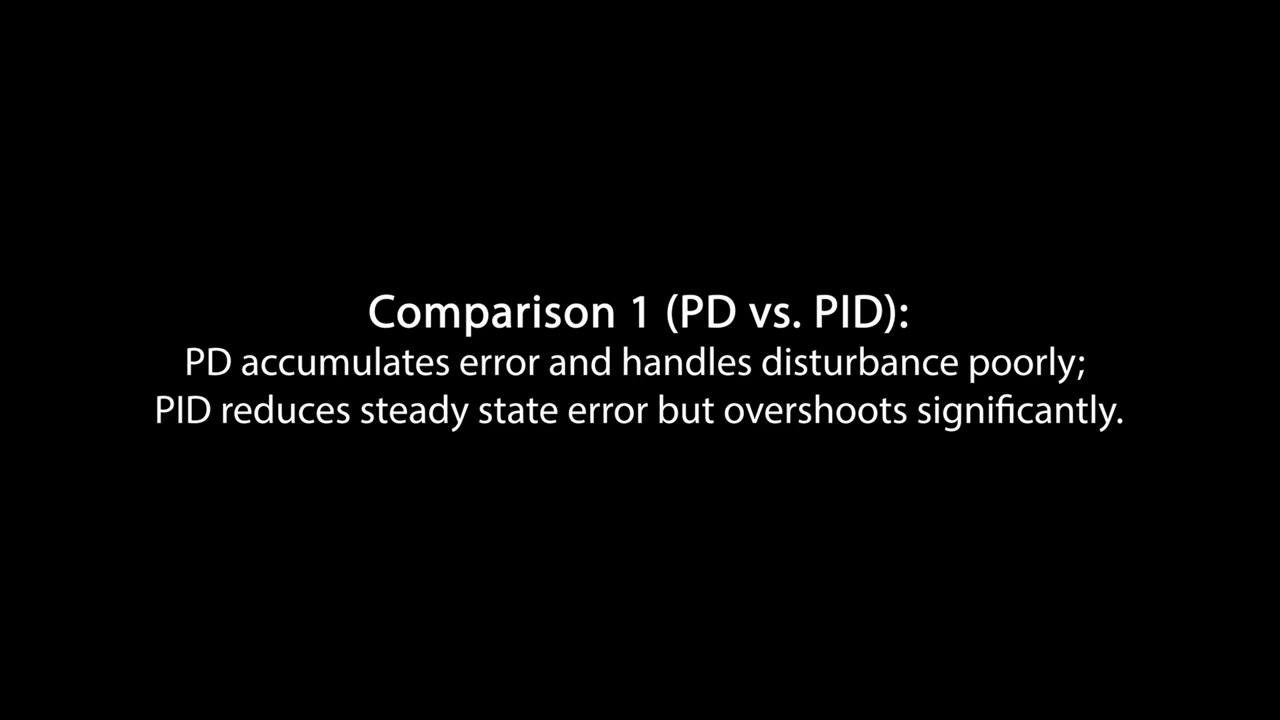 Comparison 1 (PD vs. PID):
PD accumulates error and handles disturbance poorly;
PID reduces steady state error but overshoots significantly.